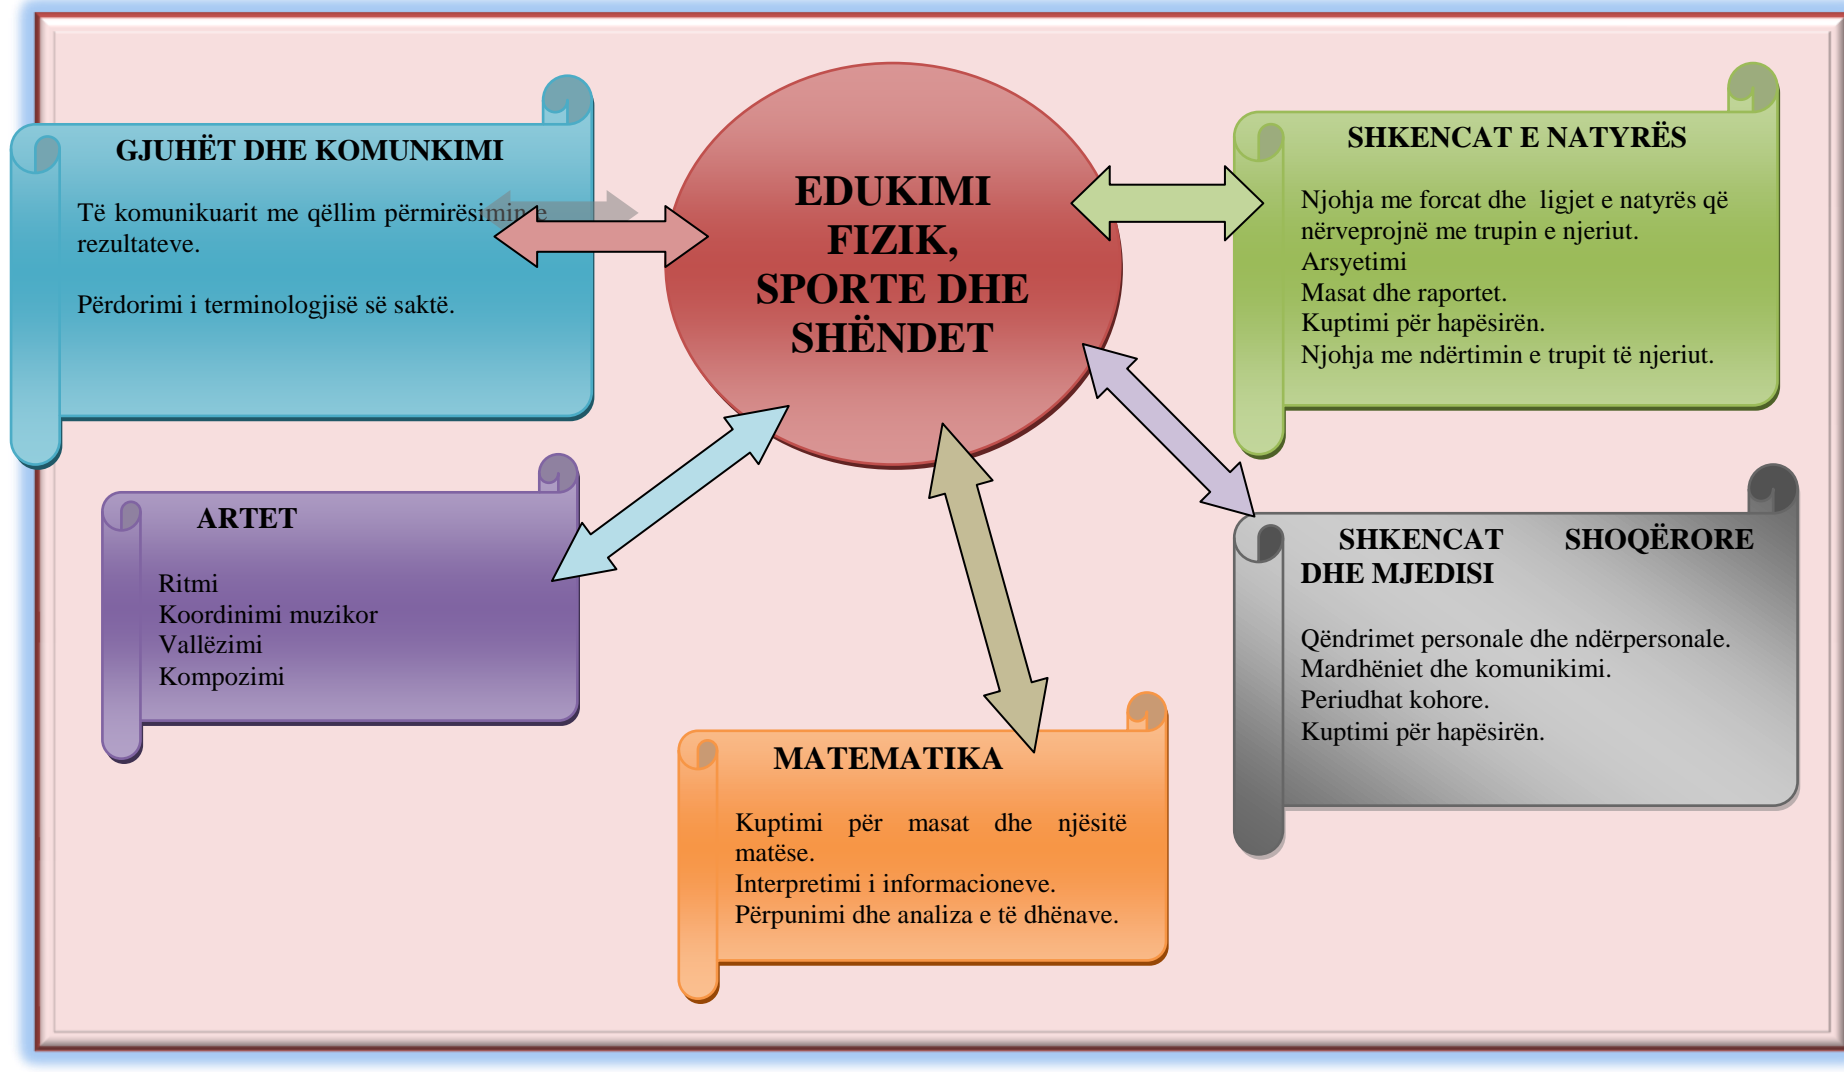 GJUHËT DHE KOMUNKIMI
Të komunikuarit me qëllim përmirësimin e
rezultateve.
Përdorimi i terminologjisë së saktë.
EDUKIMI
FIZIK,
SPORTE DHE
SHËNDET
SHKENCAT E NATYRËS
Njohja me forcat dhe ligjet e natyrës që
nërveprojnë me trupin e njeriut.
Arsyetimi
Masat dhe raportet.
Kuptimi për hapësirën.
Njohja me ndërtimin e trupit të njeriut.
ARTET
Ritmi
Koordinimi muzikor
Vallëzimi
Kompozimi
SHKENCAT SHOQËRORE
DHE MJEDISI
Qëndrimet personale dhe ndërpersonale.
Mardhëniet dhe komunikimi.
Periudhat kohore.
Kuptimi për hapësirën.
MATEMATIKA
Kuptimi për masat dhe njësitë
matëse.
Interpretimi i informacioneve.
Përpunimi dhe analiza e të dhënave.